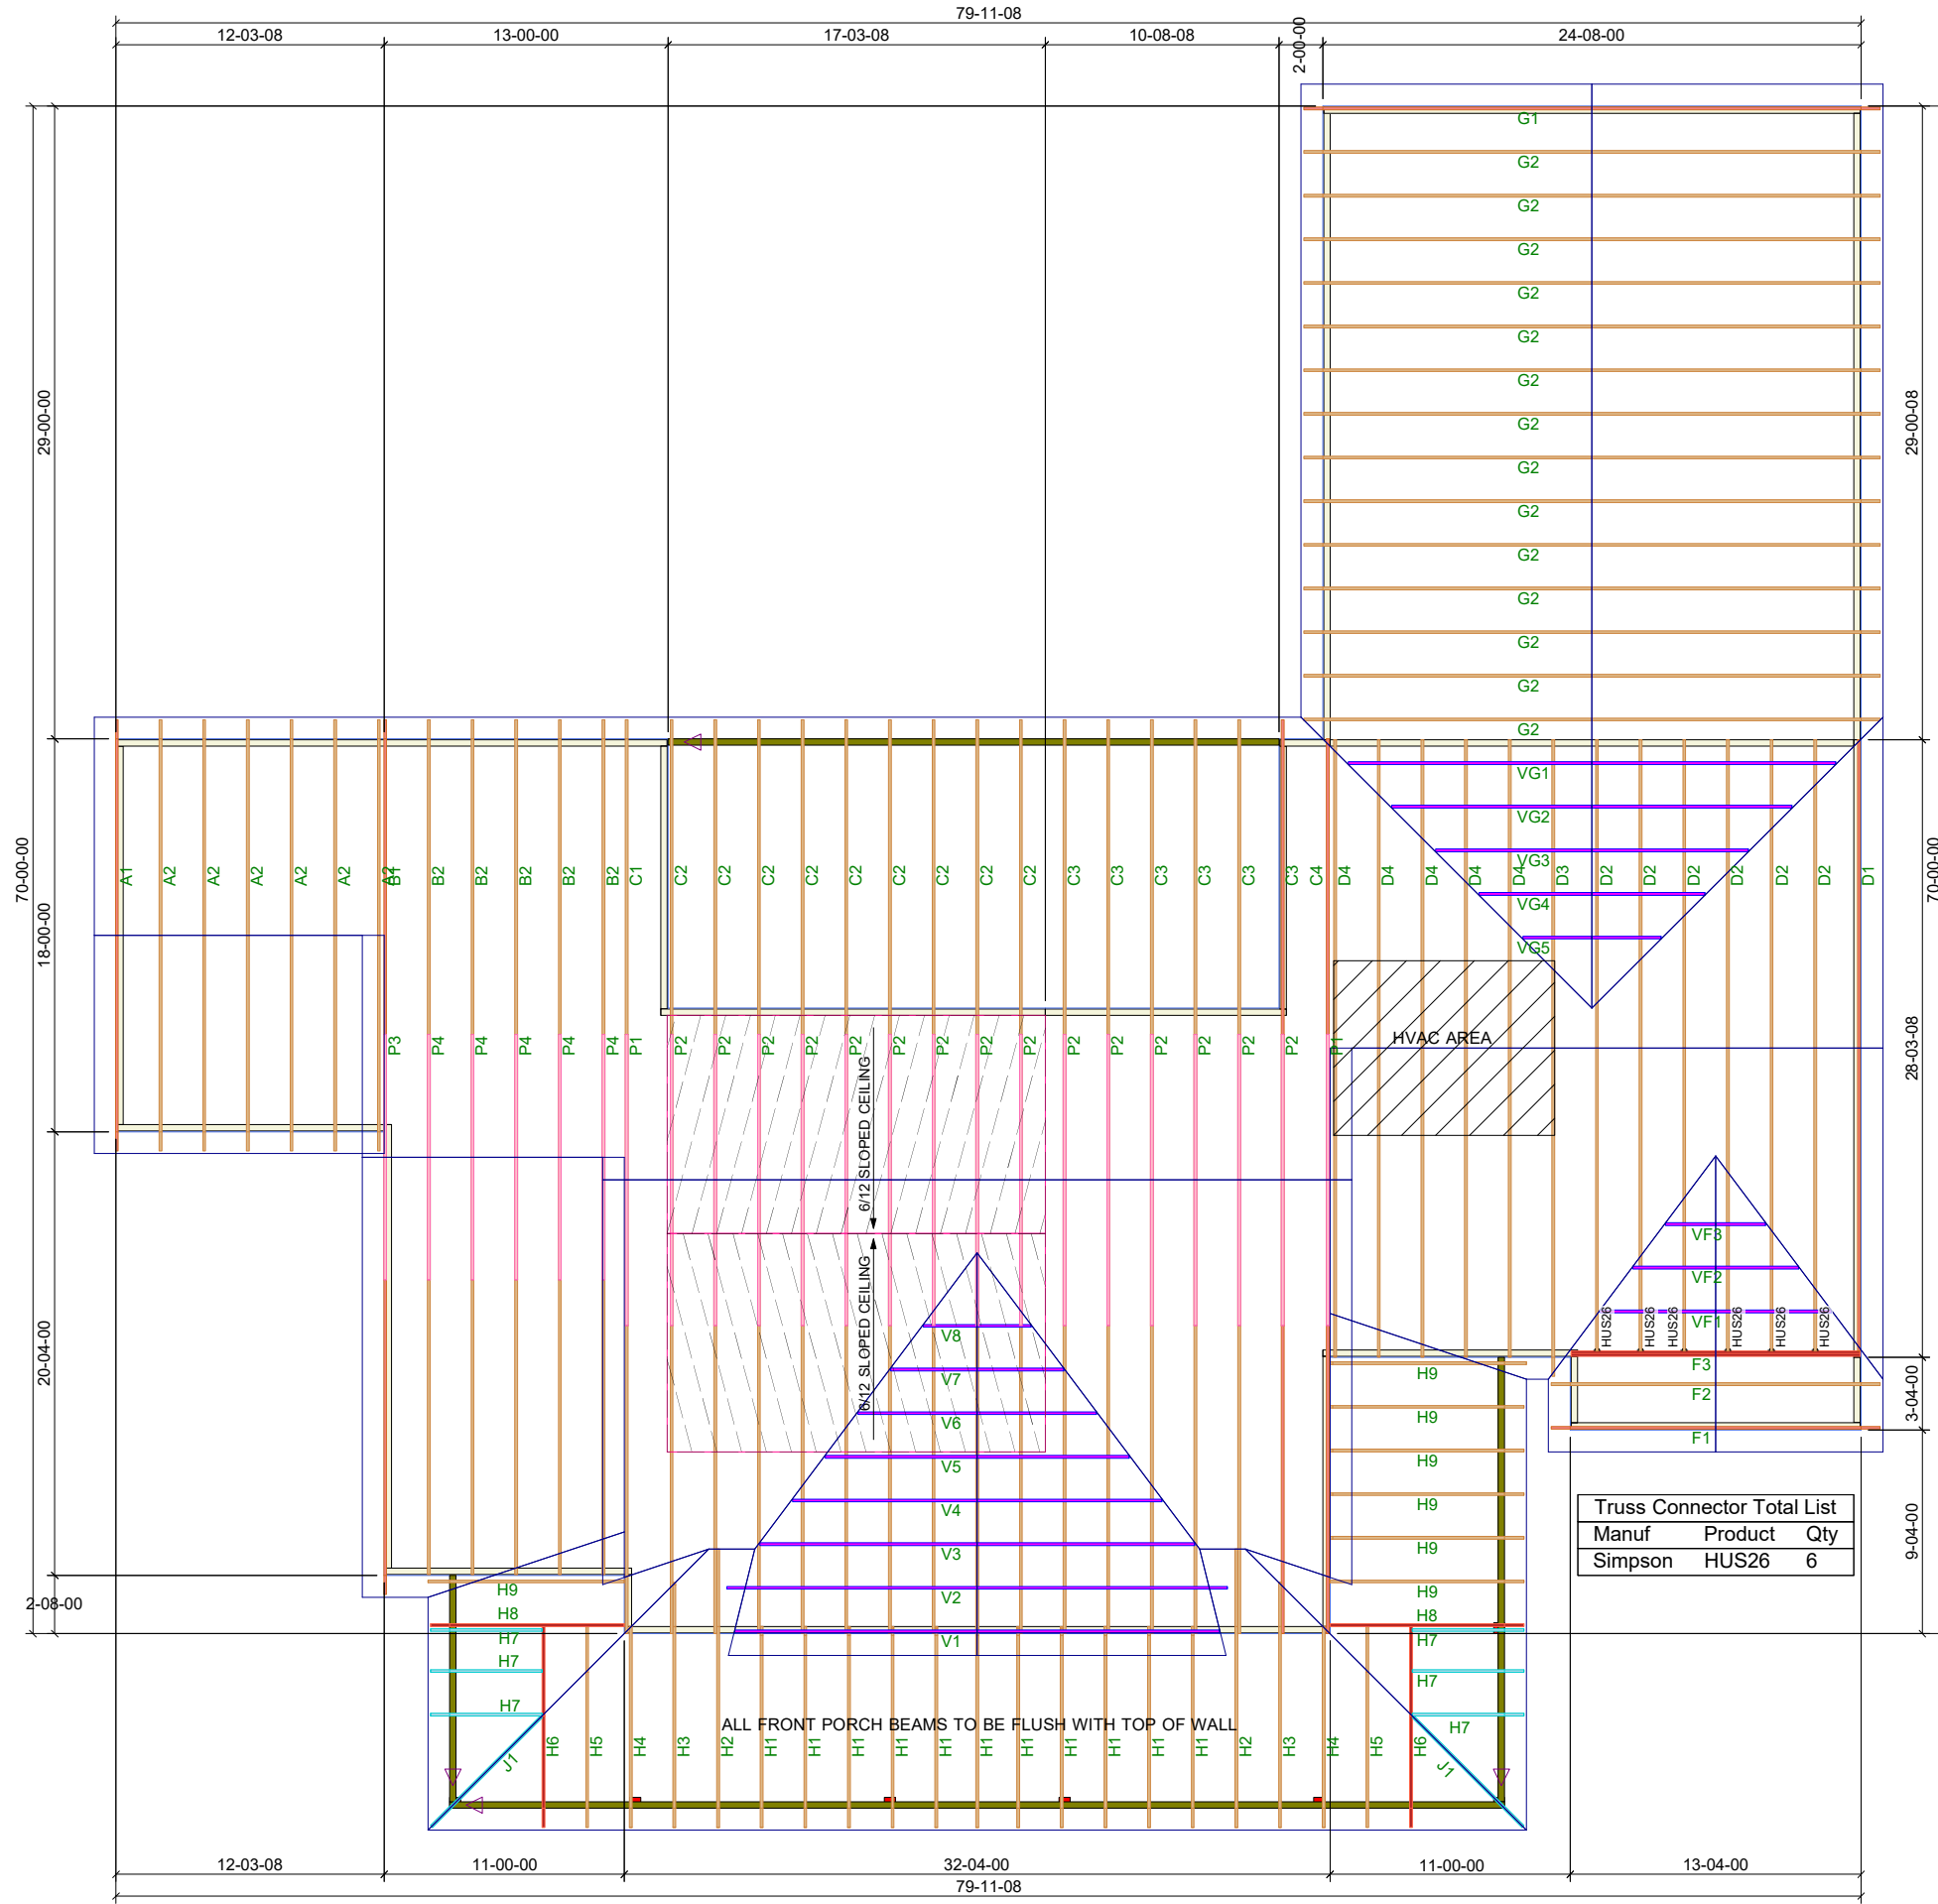 79-11-08
12-03-08 13-00-00 17-03-08 10-08-8 2-00-00 24-08-00
G1
G2
G2
G2
G2
G2
G2
G2
G2
G2
G2
G2
G2
G2
G2
29-00-00
29-00-08
70-00-00
70-00-00
VG1
VG2
VG3
VG4
VG5
A1 A2 A2 A2 A2 A2 A2 B1 B2 B2 B2 B2 B2 C1 C2 C2 C2 C2 C2 C2 C2 C2 C2 C3 C3 C3 C3 C3 C3 C4 D4 D4 D4 D4 D4 D3 D2 D2 D2 D2 D2 D2 D1
18-00-00
28-03-08
HVAC AREA
P3 P4 P4 P4 P4 P4 P1 P2 P2 P2 P2 P2 P2 P2 P2 P2 P2 P2 P2 P2 P2 P2 P1
6/12 SLOPED CEILING
6/12 SLOPED CEILING
20-04-00
VF3
VF2
VF1
HUS26 HUS26 HUS26 HUS26 HUS26 HUS26
F3
F2
F1
3-04-00
9-04-00
V8
V7
V6
V5
V4
V3
V2
V1
H9
H9
H9
H9
H9
H9
H8
H7
H7
H7
Truss Connector Total List
Manuf Product Qty
Simpson HUS26 6
2-08-00
H9
H8
H7
H7
H7
ALL FRONT PORCH BEAMS TO BE FLUSH WITH TOP OF WALL
J1 H6 H5 H4 H3 H2 H1 H1 H1 H1 H1 H1 H1 H1 H1 H1 H1 H2 H3 H4 H5 H6 J1
12-03-08 11-00-00 32-04-00 11-00-00 13-04-00
79-11-08